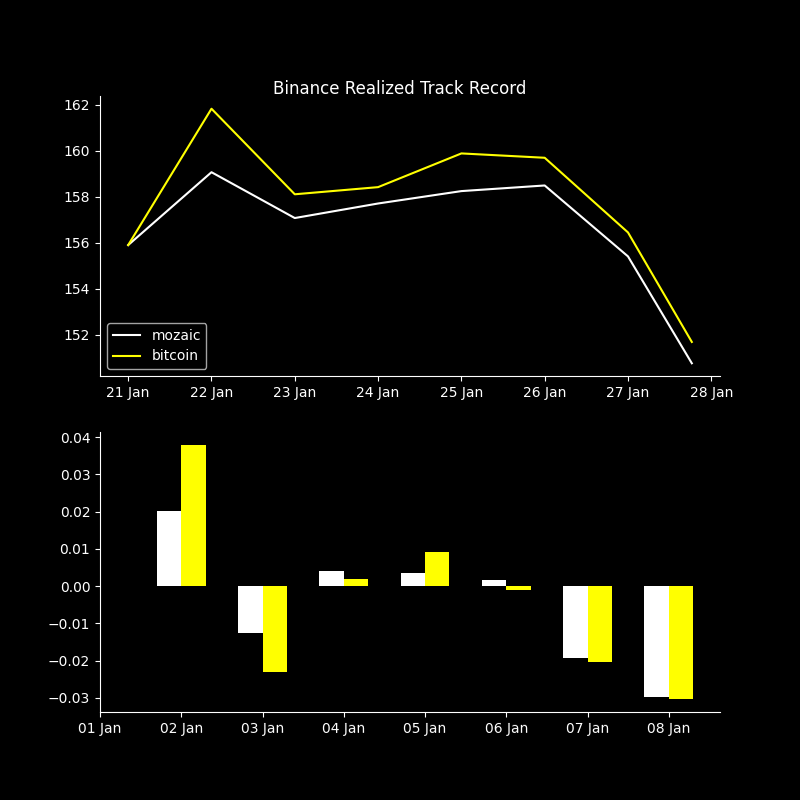 Binance Realized Track Record
162
160
158
156
154
152
mozaic
bitcoin
21 Jan 22 Jan 23 Jan 24 Jan 25 Jan 26 Jan 27 Jan 28 Jan
0.04
0.03
0.02
0.01
0.00
−0.01
−0.02
−0.03
01 Jan 02 Jan 03 Jan 04 Jan 05 Jan 06 Jan 07 Jan 08 Jan